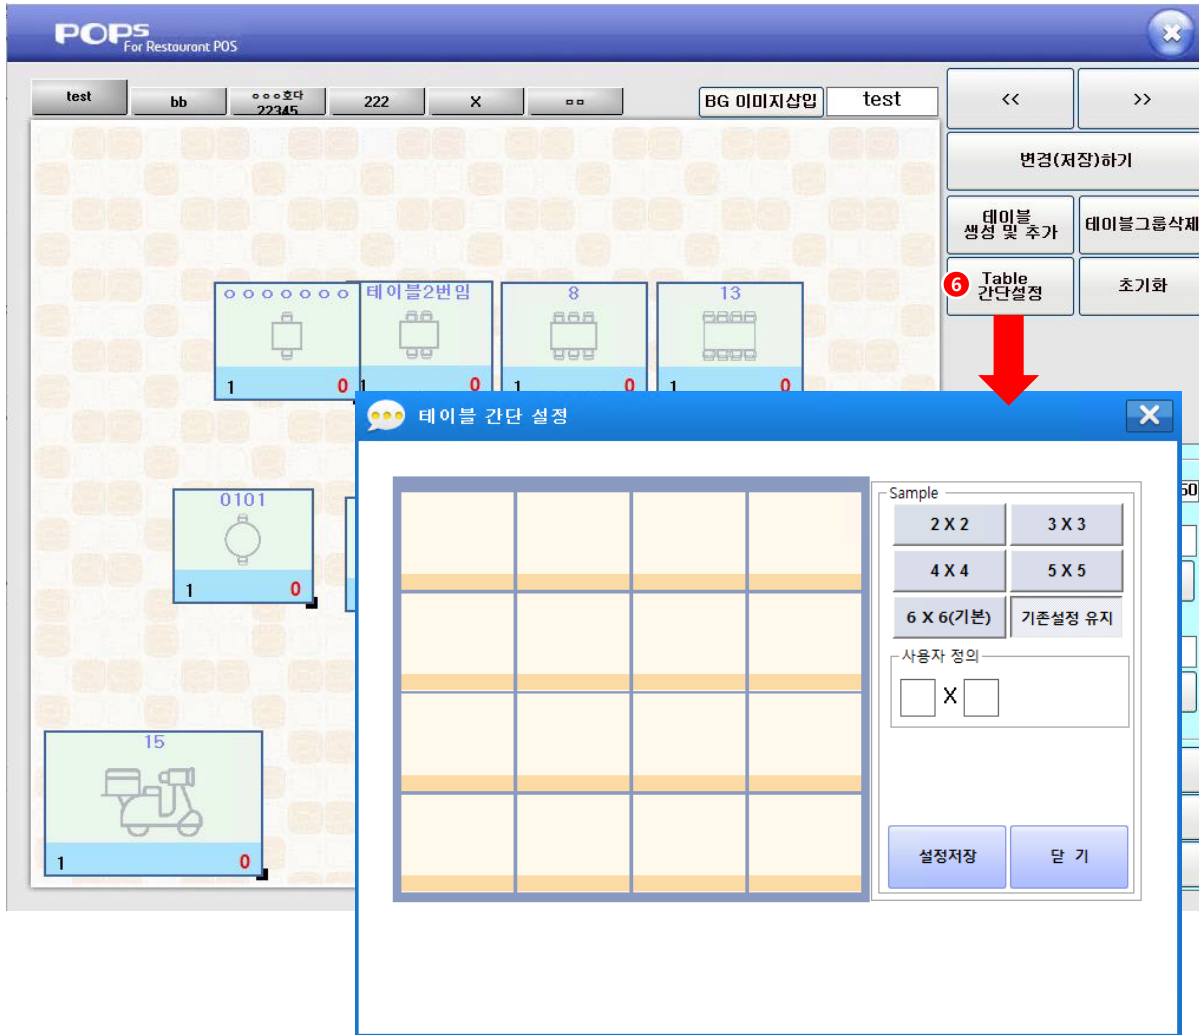 POPs
For Restaurant POS
test
bb
ㅇㅇㅇ호다
22345
222
X
ㅁㅁ
BG 이미지삽입
test
<<
>>
변경(저장)하기
테이블
생성 및 추가
테이블그룹삭제
6
Table
간단설정
초기화
ㅇㅇㅇㅇㅇㅇㅇ
테이블2번임
8
13
1 0
1 0
1 0
1 0
테이블 간단 설정
X
0101
1 0
50
Sample
2 X 2
3 X 3
4 X 4
5 X 5
6 X 6(기본)
기존설정 유지
사용자 정의
X
15
1 0
설정저장
닫 기